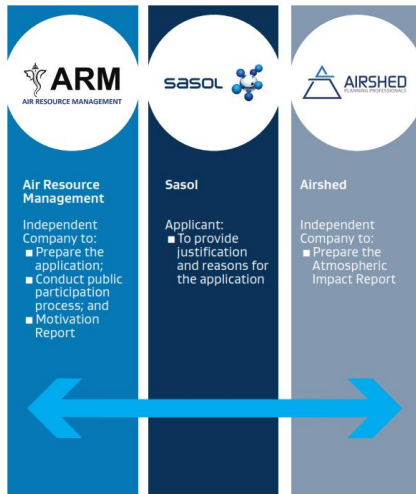 ARM
AIR RESOURCE MANAGEMENT
sasol
AIRSHED
PLANNING PROFESSIONALS
Air Resource
Management
Independent
Company to:
■ Prepare the
application;
■ Conduct public
participation
process; and
■ Motivation
Report
Sasol
Applicant:
■ To provide
justification
and reasons for
the application
Airshed
Independent
Company to:
■ Prepare the
Atmospheric
Impact Report